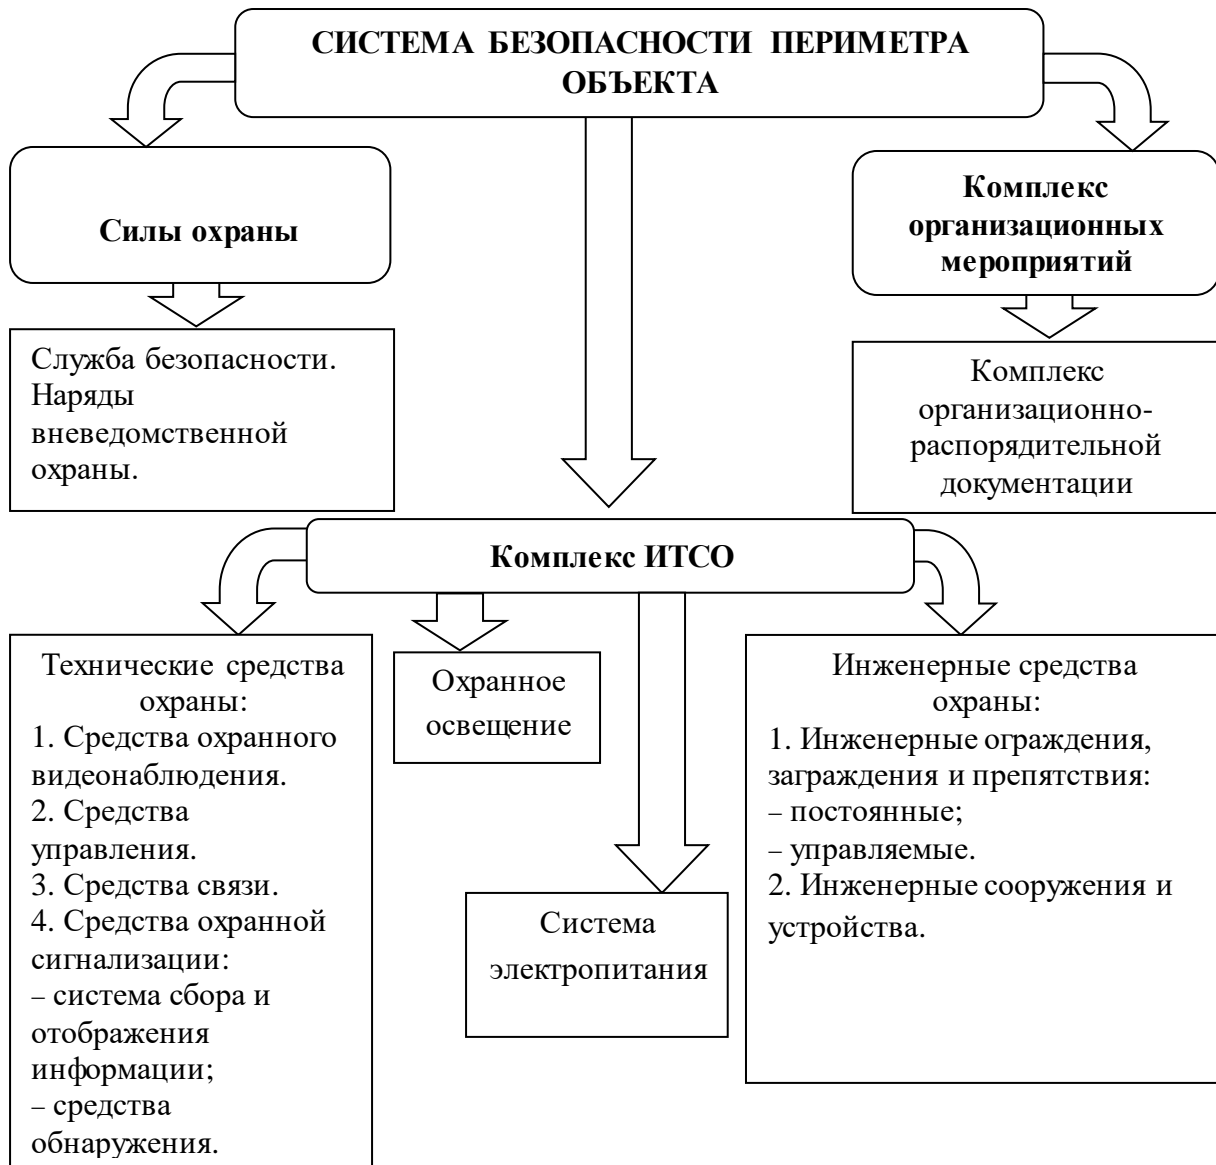 СИСТЕМА БЕЗОПАСНОСТИ ПЕРИМЕТРА
ОБЪЕКТА
Силы охраны
Комплекс
организационных
мероприятий
Служба безопасности.
Наряды
вневедомственной
охраны.
Комплекс
организационно-
распорядительной
документации
Комплекс ИТСО
Технические средства
охраны:
1. Средства охранного
видеонаблюдения.
2. Средства
управления.
3. Средства связи.
4. Средства охранной
сигнализации:
– система сбора и
отображения
информации;
– средства
обнаружения.
Охранное
освещение
Система
электропитания
Инженерные средства
охраны:
1. Инженерные ограждения,
заграждения и препятствия:
– постоянные;
– управляемые.
2. Инженерные сооружения и
устройства.